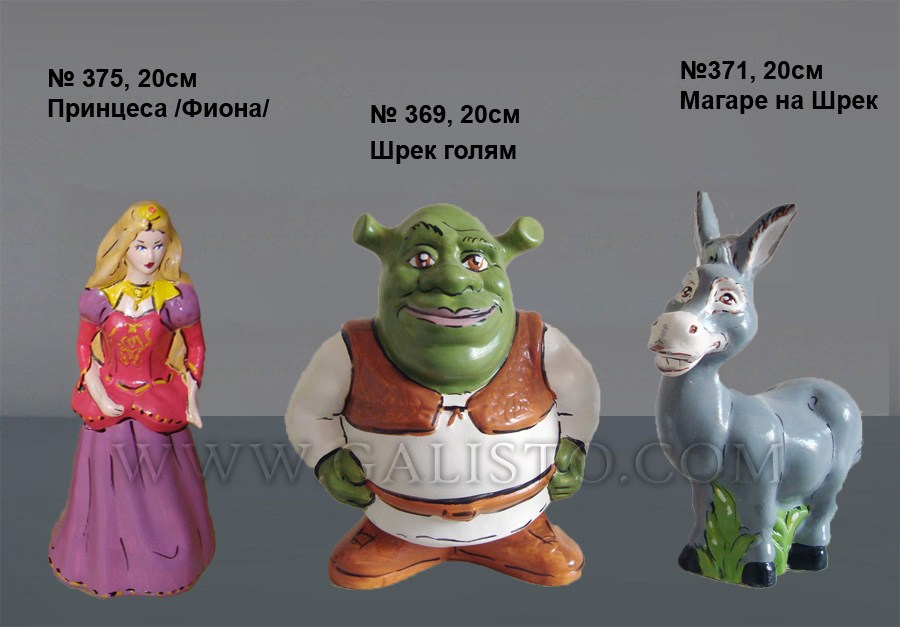 № 375, 20см
Принцеса /Фиона/
№ 369, 20см
Шрек голям
№371, 20см
Магаре на Шрек
WWW.GALISTO.COM